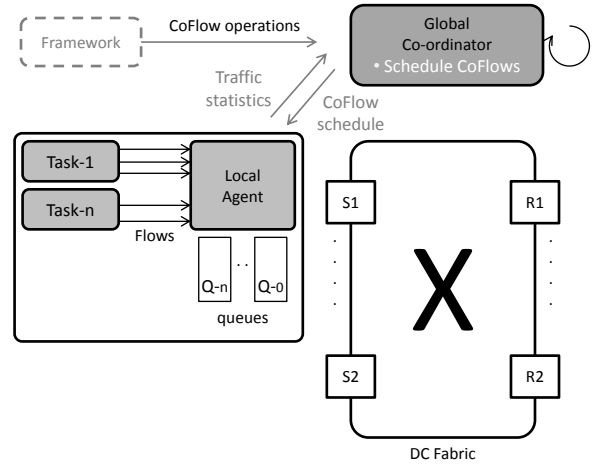 Framework
CoFlow operations
Global
Co-ordinator
• Schedule CoFlows
Traffic
statistics
CoFlow
schedule
Task-1
Task-n
Local
Agent
Flows
Q-n
. .
Q-0
queues
S1
R1
X
S2
R2
DC Fabric